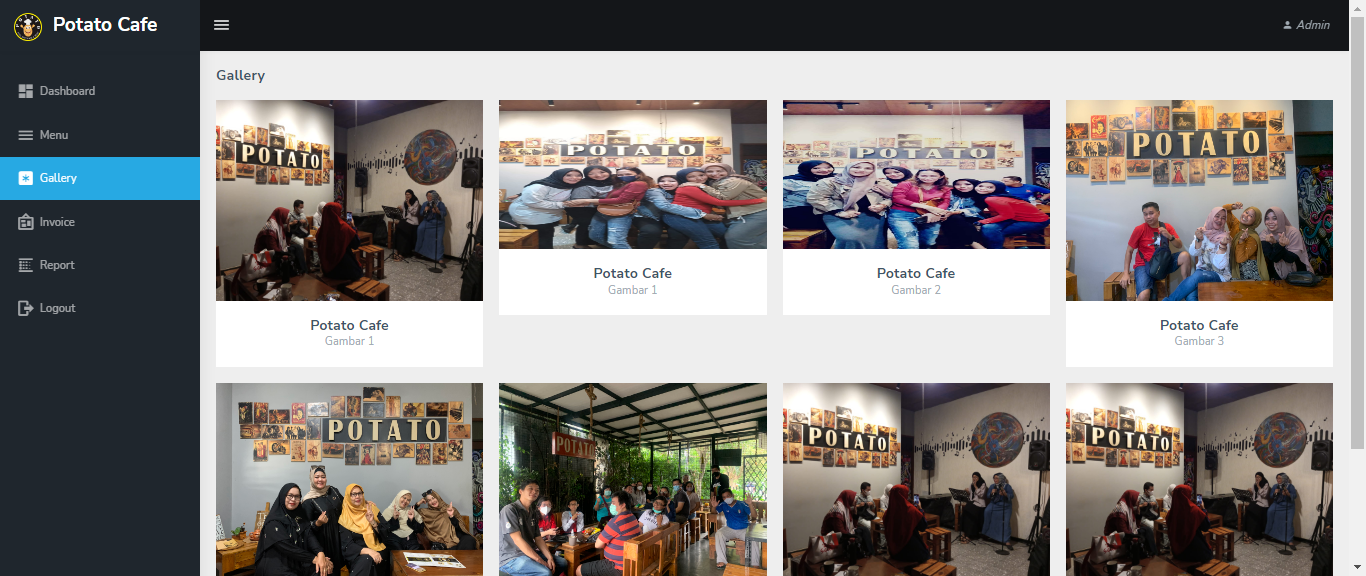 Potato Cafe
Admin
Dashboard
Menu
Gallery
Invoice
Report
Logout
Gallery
POTATO
POTATO
POTATO
POTATO
Potato Cafe
Gambar 1
Potato Cafe
Gambar 1
Potato Cafe
Gambar 2
Potato Cafe
Gambar 3
POTATO
POTATO
POTATO
POTATO